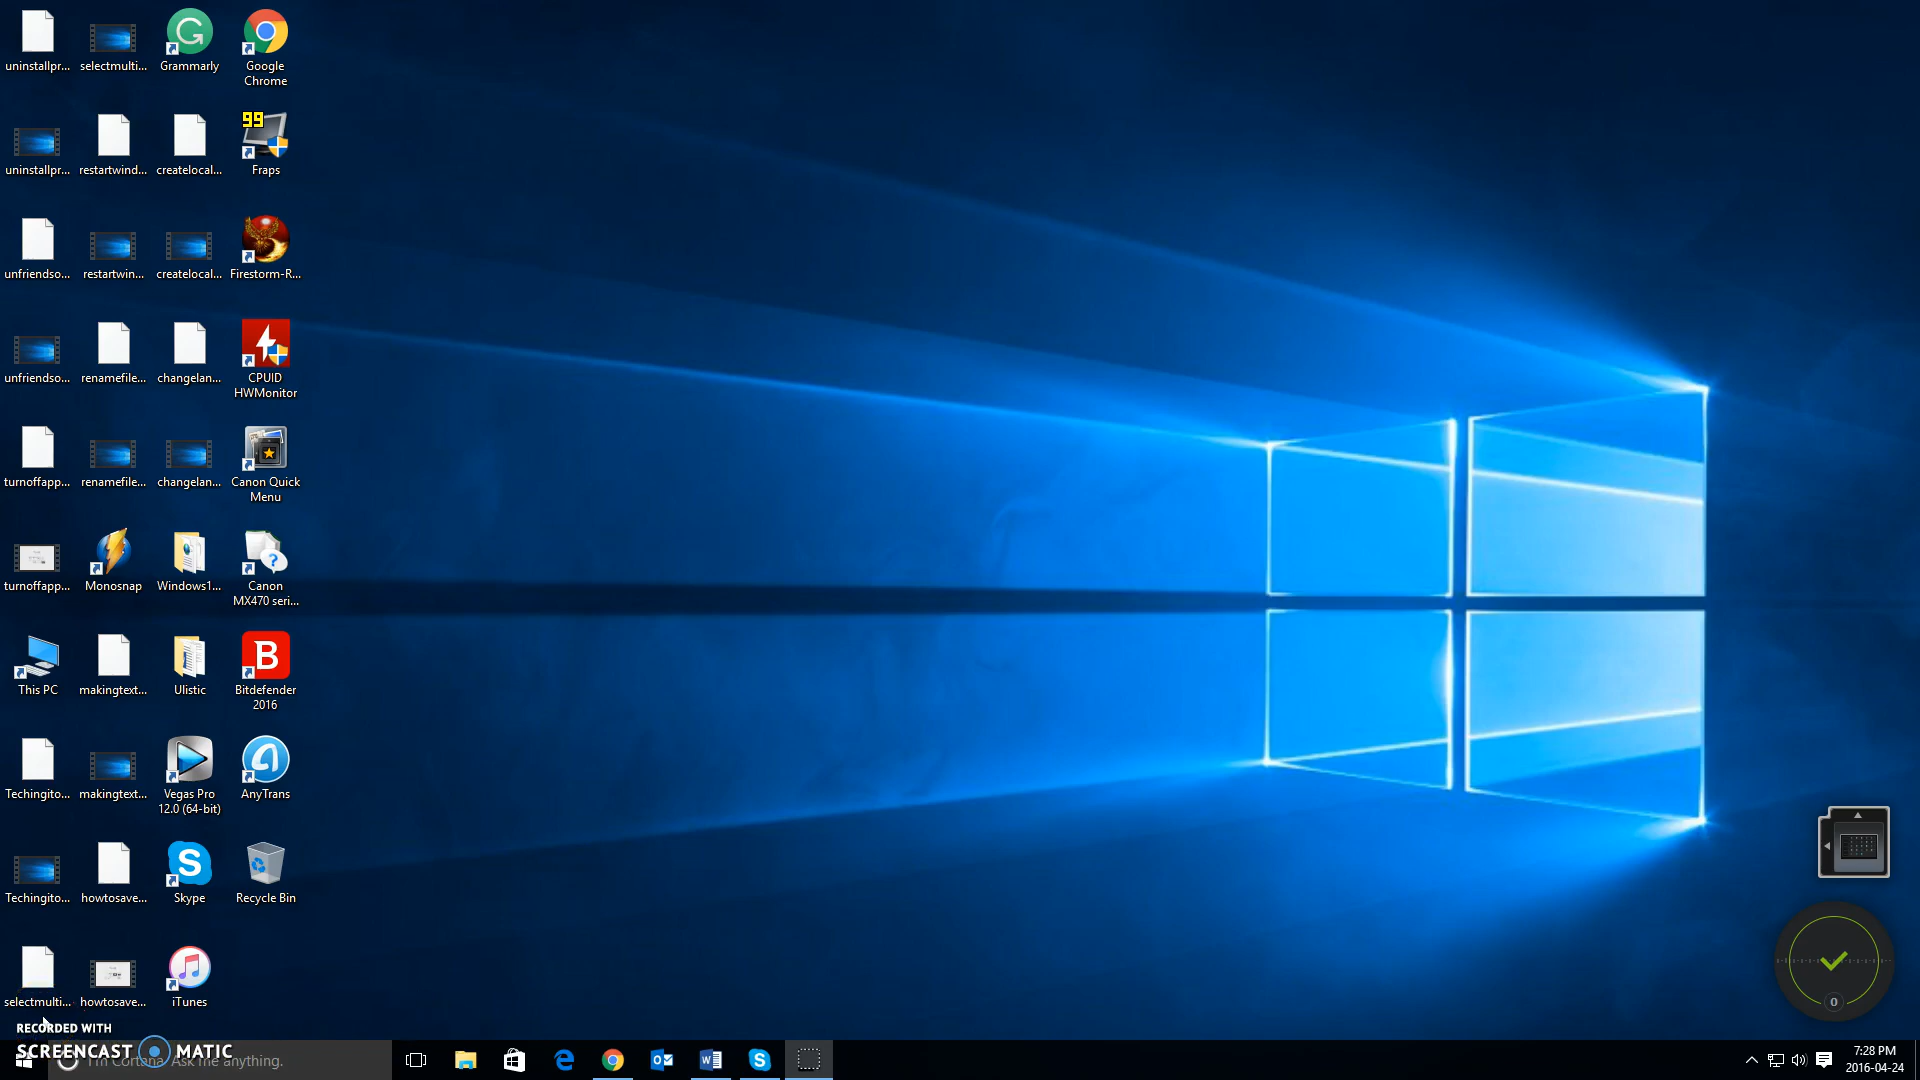 uninstallpr...
selectmulti...
Grammarly
Google
Chrome
99
uninstallpr...
restartwind...
createlocal...
Fraps
unfriendso...
restartwin...
createlocal...
Firestorm-R...
unfriendso...
renamefile...
changelan...
CPUID
HWMonitor
turnoffapp...
renamefile...
changelan...
Canon Quick
Menu
turnoffapp...
Monosnap
Windows1...
Canon
MX470 seri...
This PC
makingtext...
Ulistic
B
Bitdefender
2016
Techingito...
makingtext...
Vegas Pro
12.0 (64-bit)
AnyTrans
Techingito...
howtosave...
S
Skype
Recycle Bin
selectmulti...
howtosave...
iTunes
0
RECORDED WITH
SCREENCAST MATIC
I'm Cortana. Ask me anything.
7:28 PM
2016-04-24